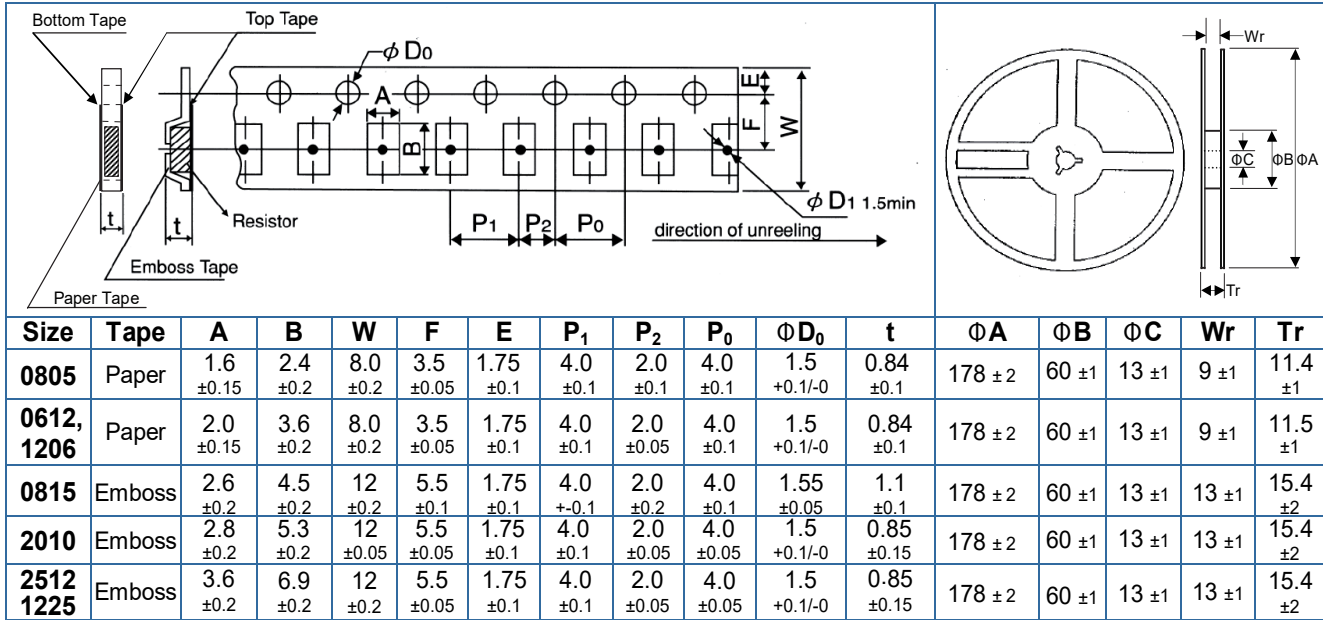 Bottom Tape
Top Tape
φ D0
A
B
E
F
W
t
t
Resistor
Emboss Tape
Paper Tape
P1
P2
P0
φ D1 1.5min
direction of unreeling
Wr
ΦC
ΦB
ΦA
Tr
Size Tape A B W F E P1 P2 P0 ΦD0 t ΦA ΦB ΦC Wr Tr
0805 Paper 1.6 ±0.15 2.4 ±0.2 8.0 ±0.2 3.5 ±0.05 1.75 ±0.1 4.0 ±0.1 2.0 ±0.1 4.0 ±0.1 1.5 +0.1/-0 0.84 ±0.1 178 ±2 60 ±1 13 ±1 9 ±1 11.4 ±1
0612, 1206 Paper 2.0 ±0.15 3.6 ±0.2 8.0 ±0.2 3.5 ±0.05 1.75 ±0.1 4.0 ±0.1 2.0 ±0.05 4.0 ±0.1 1.5 +0.1/-0 0.84 ±0.1 178 ±2 60 ±1 13 ±1 9 ±1 11.5 ±1
0815 Emboss 2.6 ±0.2 4.5 ±0.2 12 ±0.2 5.5 ±0.1 1.75 ±0.1 4.0 +-0.1 2.0 ±0.2 4.0 ±0.1 1.55 ±0.05 1.1 ±0.1 178 ±2 60 ±1 13 ±1 13 ±1 15.4 ±2
2010 Emboss 2.8 ±0.2 5.3 ±0.2 12 ±0.05 5.5 ±0.05 1.75 ±0.1 4.0 ±0.1 2.0 ±0.05 4.0 ±0.05 1.5 +0.1/-0 0.85 ±0.15 178 ±2 60 ±1 13 ±1 13 ±1 15.4 ±2
2512 1225 Emboss 3.6 ±0.2 6.9 ±0.2 12 ±0.2 5.5 ±0.05 1.75 ±0.1 4.0 ±0.1 2.0 ±0.05 4.0 ±0.05 1.5 +0.1/-0 0.85 ±0.15 178 ±2 60 ±1 13 ±1 13 ±1 15.4 ±2